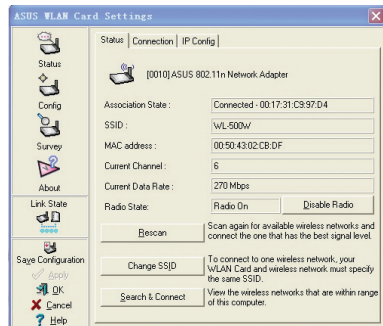 ASUS WLAN Card Settings
Status
Config
Survey
About
Link State
Save Configuration
Apply
OK
Cancel
Help
Status Connection IP Config
[0010] ASUS 802.11n Network Adapter
Association State : Connected - 00:17:31:C9:97:D4
SSID : WL-500W
MAC address : 00:50:43:02:CB:DF
Current Channel : 6
Current Data Rate : 270 Mbps
Radio State: Radio On Disable Radio
Rescan
Scan again for available wireless networks and
connect the one that has the best signal level.
Change SSID
To connect to one wireless network, your
WLAN Card and wireless network must specify
the same SSID.
Search & Connect
View the wireless networks that are within range
of this computer.